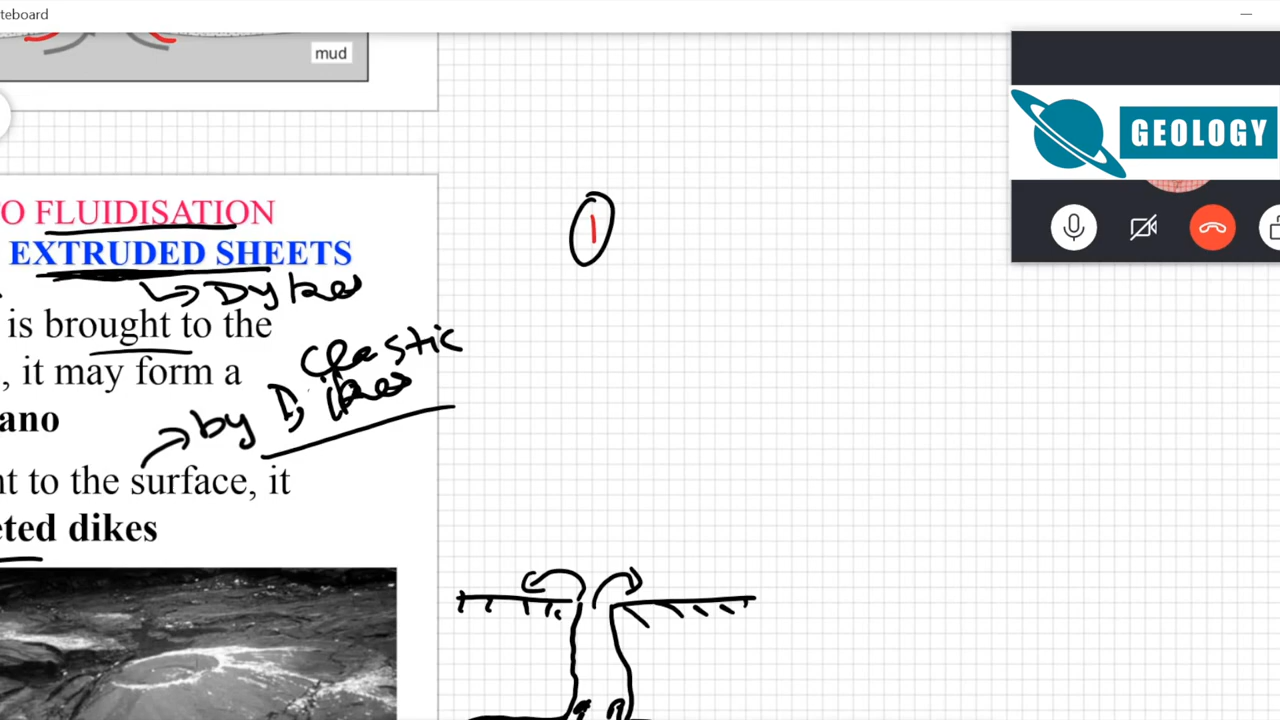 teboard
mud
GEOLOGY
1
O FLUIDISATION
EXTRUDED SHEETS
Dykes
is brought to the
clastic
, it may form a
Dikes
by
ano
nt to the surface, it
eted dikes